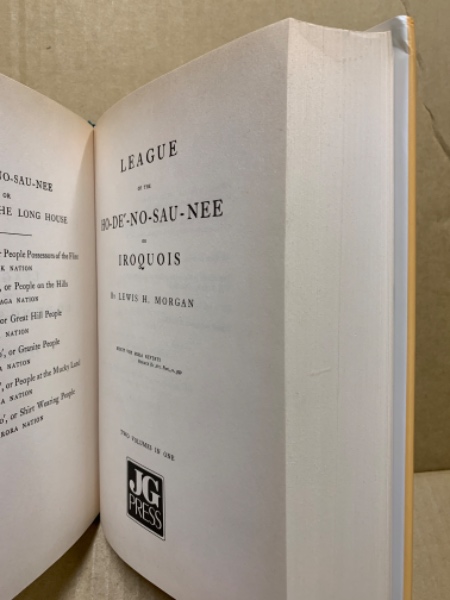 NO-SAU-NEE
OR
THE LONG HOUSE
or People Possessors of the Flint
K NATION
, or People on the Hills
AGA NATION
or Great Hill People
NATION
', or Granite People
A NATION
', or People at the Mucky Land
A NATION
o', or Shirt Wearing People
RORA NATION
LEAGUE
OF THE
HO-DE'-NO-SAU-NEE
OR
IROQUOIS
By LEWIS H. MORGAN
TWO VOLUMES IN ONE
JG
PRESS